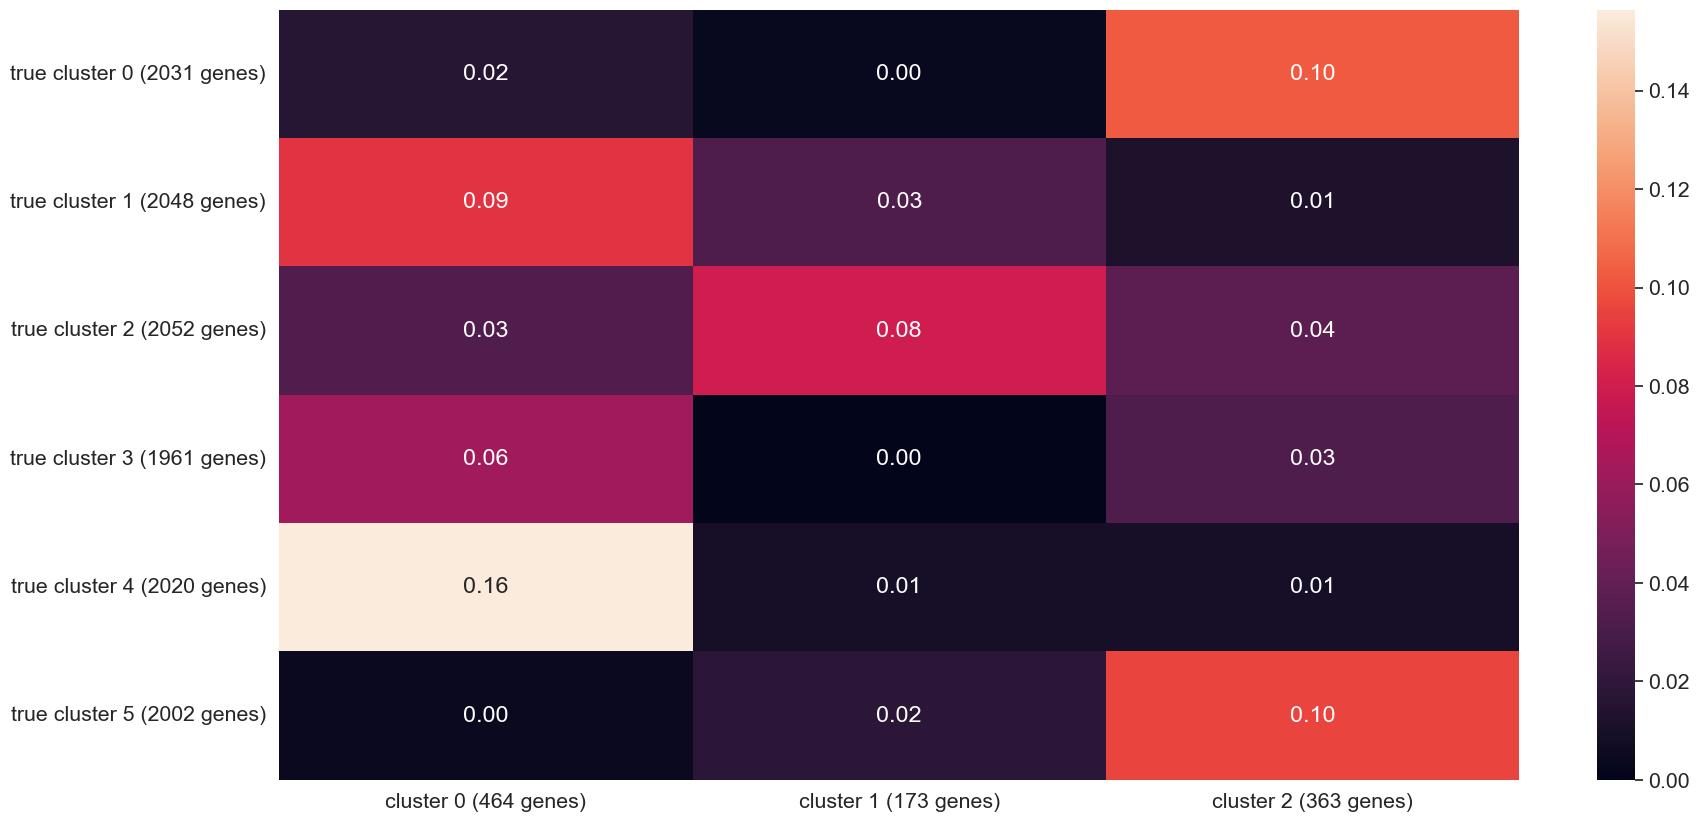 true cluster 0 (2031 genes) 0.02 0.00 0.10
true cluster 1 (2048 genes) 0.09 0.03 0.01
true cluster 2 (2052 genes) 0.03 0.08 0.04
true cluster 3 (1961 genes) 0.06 0.00 0.03
true cluster 4 (2020 genes) 0.16 0.01 0.01
true cluster 5 (2002 genes) 0.00 0.02 0.10
cluster 0 (464 genes) cluster 1 (173 genes) cluster 2 (363 genes)
0.14
0.12
0.10
0.08
0.06
0.04
0.02
0.00